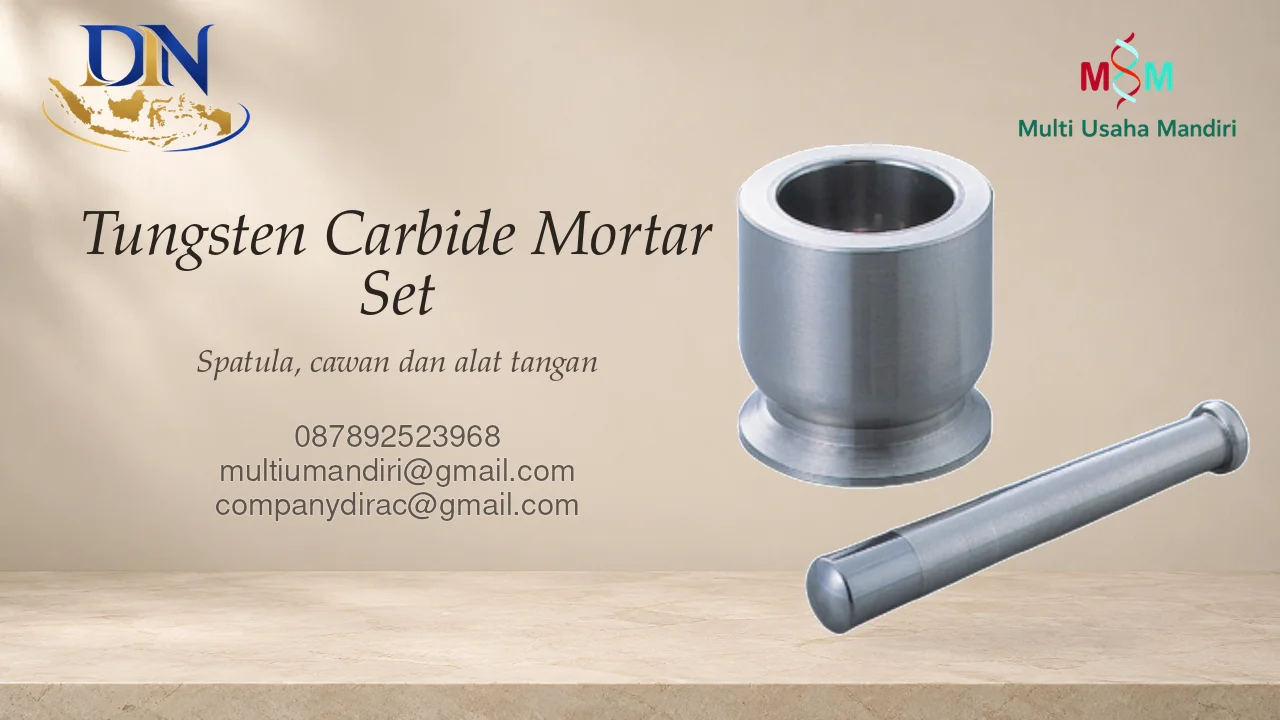 DN
M M
Multi Usaha Mandiri
Tungsten Carbide Mortar
Set
Spatula, cawan dan alat tangan
087892523968
multiumandiri@gmail.com
companydirac@gmail.com